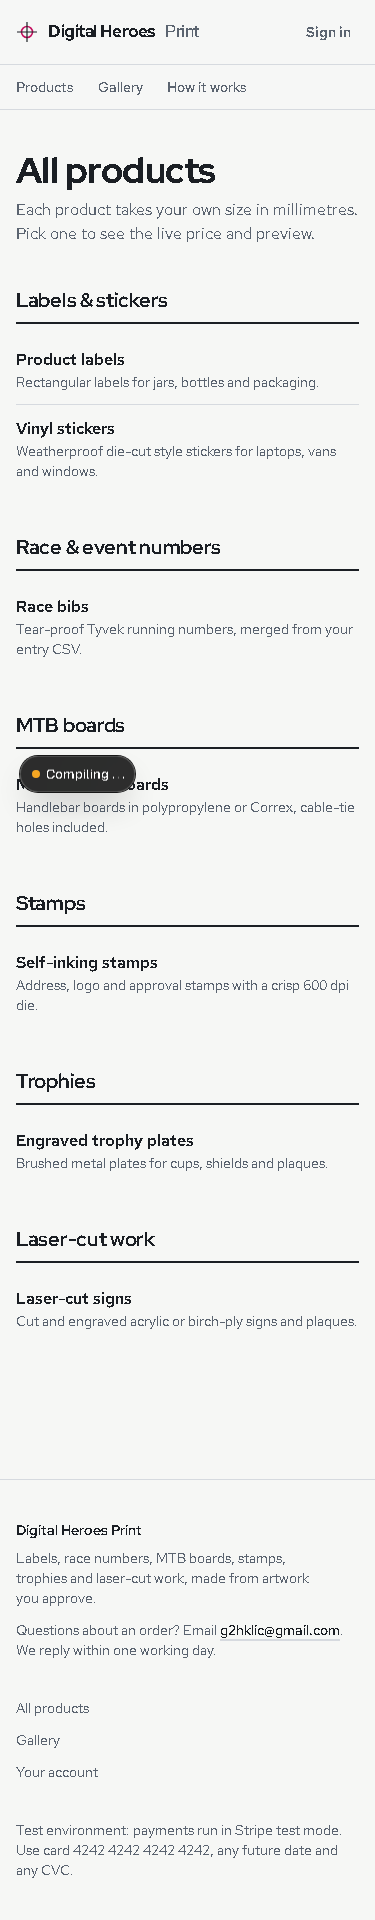 Digital Heroes Print
Sign in
Products Gallery How it works
All products
Each product takes your own size in millimetres.
Pick one to see the live price and preview.
Labels & stickers
Product labels
Rectangular labels for jars, bottles and packaging.
Vinyl stickers
Weatherproof die-cut style stickers for laptops, vans
and windows.
Race & event numbers
Race bibs
Tear-proof Tyvek running numbers, merged from your
entry CSV.
MTB boards
Compiling ...
Handlebar boards in polypropylene or Correx, cable-tie
holes included.
Stamps
Self-inking stamps
Address, logo and approval stamps with a crisp 600 dpi
die.
Trophies
Engraved trophy plates
Brushed metal plates for cups, shields and plaques.
Laser-cut work
Laser-cut signs
Cut and engraved acrylic or birch-ply signs and plaques.
Digital Heroes Print
Labels, race numbers, MTB boards, stamps,
trophies and laser-cut work, made from artwork
you approve.
Questions about an order? Email g2hklic@gmail.com.
We reply within one working day.
All products
Gallery
Your account
Test environment: payments run in Stripe test mode.
Use card 4242 4242 4242 4242, any future date and
any CVC.